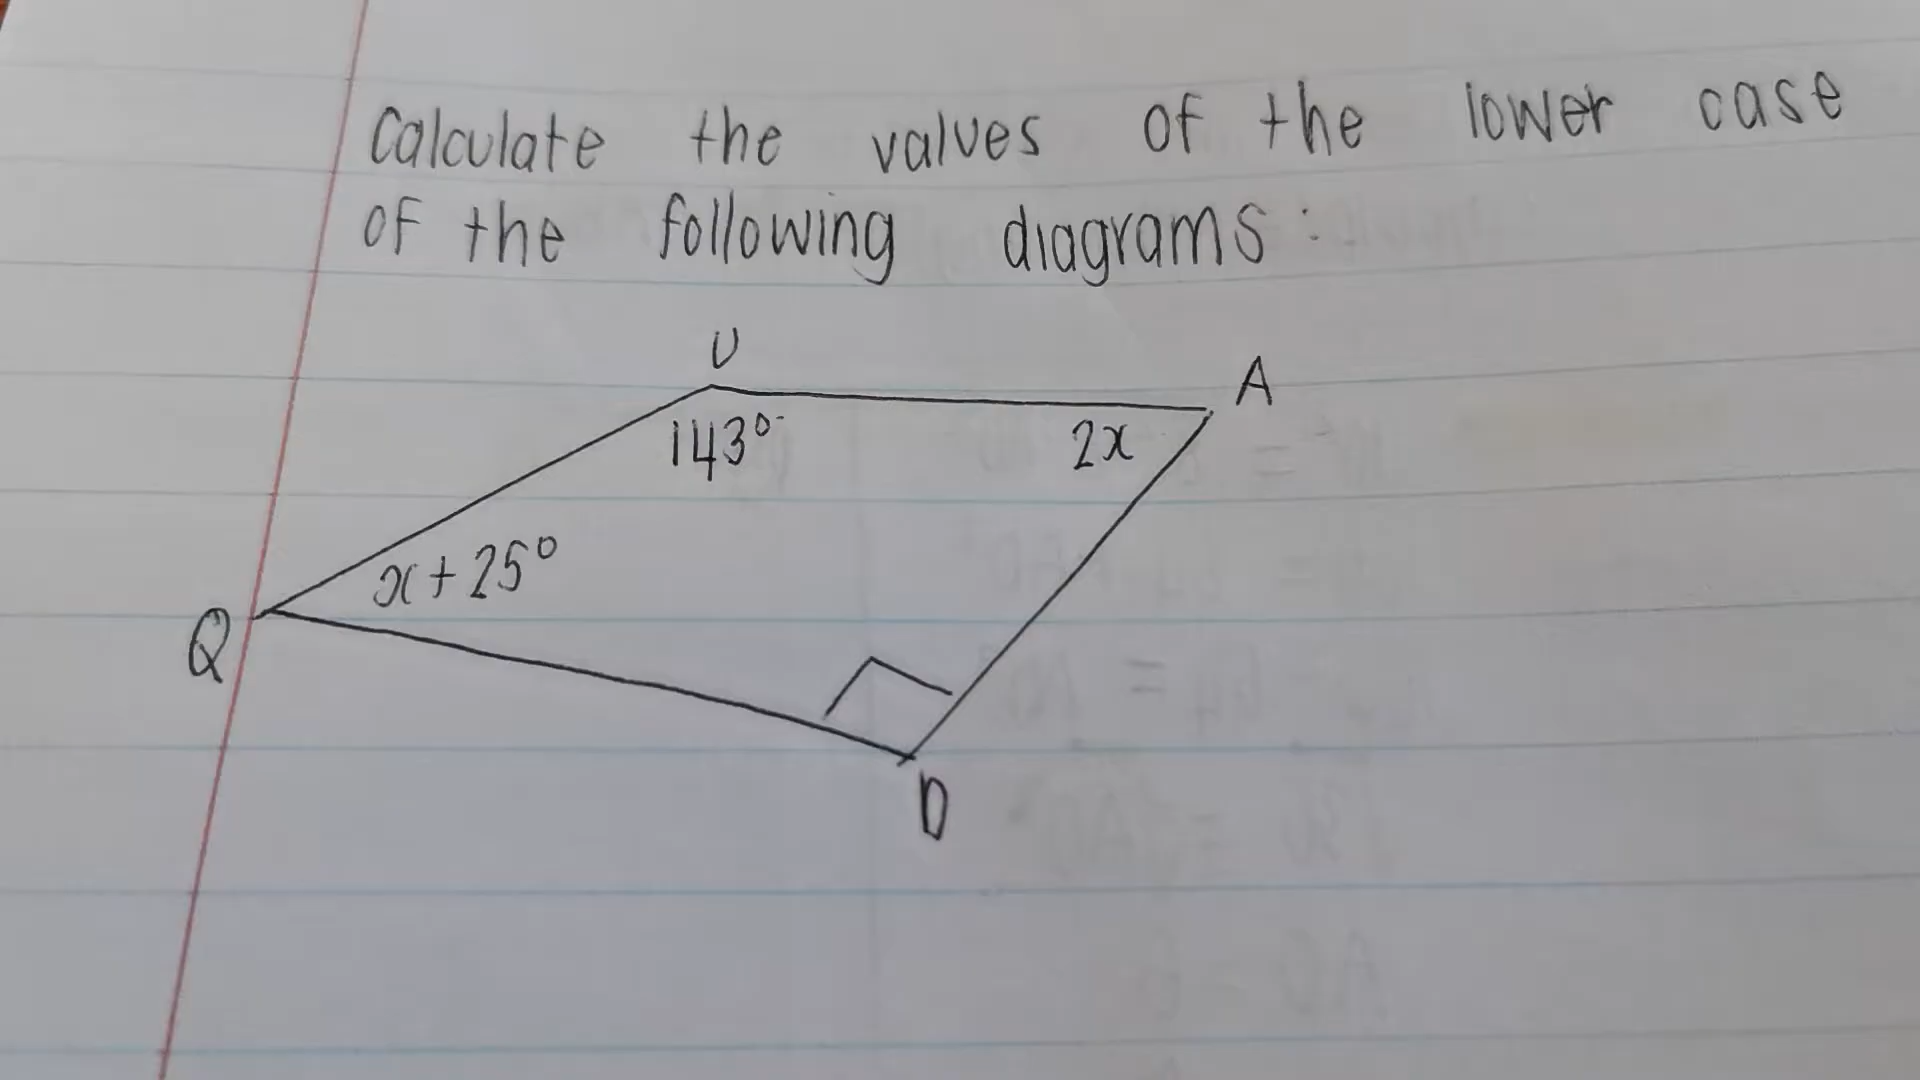 Calculate the values of the lower case
of the following diagrams:
U
A
143°
2x
x+25°
Q
D